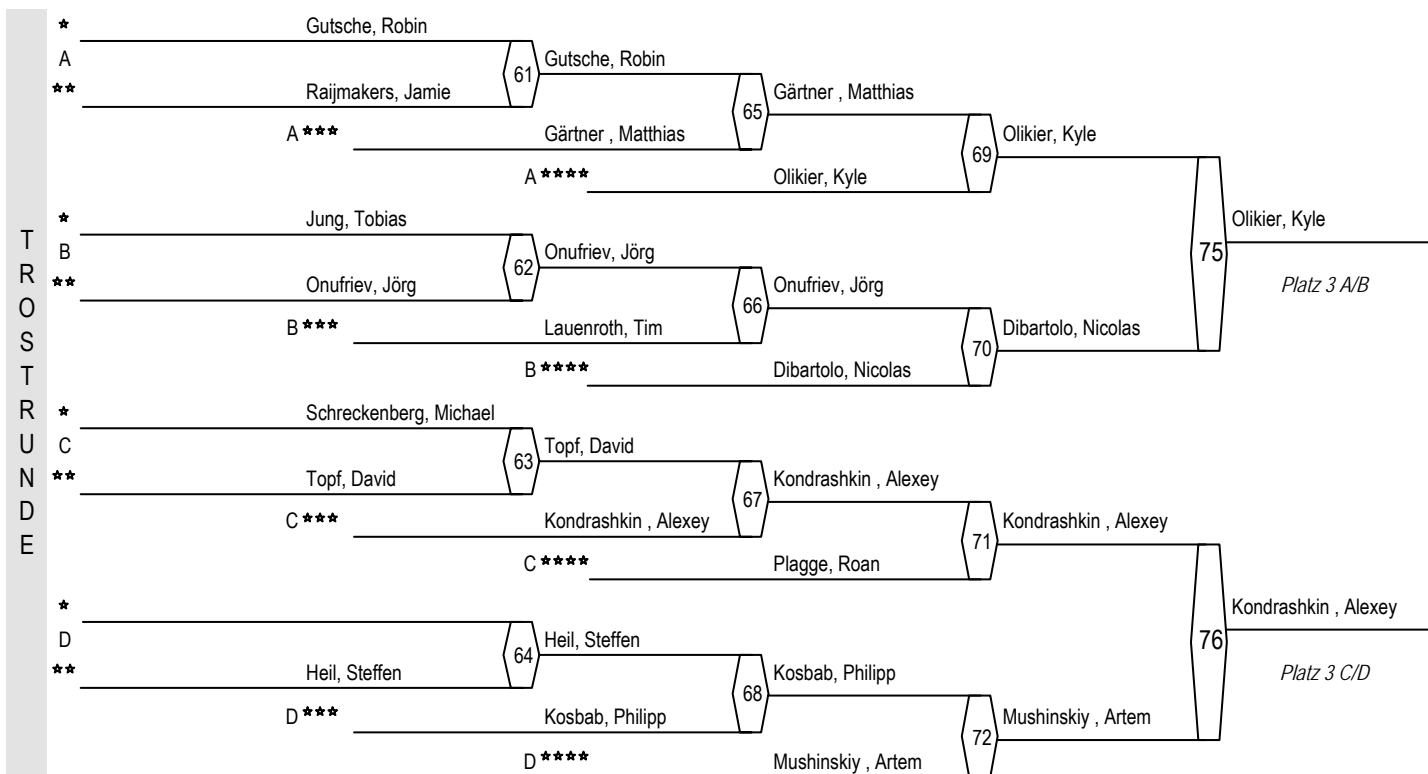 TROSTRUNDE
★ Gutsche, Robin
A
61 Gutsche, Robin
★★ Raijmakers, Jamie
65 Gärtner , Matthias
A ★★★ Gärtner , Matthias
69 Olikier, Kyle
A ★★★★ Olikier, Kyle
★ Jung, Tobias
75 Olikier, Kyle
B
62 Onufriev, Jörg
★★ Onufriev, Jörg
66 Onufriev, Jörg
Platz 3 A/B
B ★★★ Lauenroth, Tim
70 Dibartolo, Nicolas
B ★★★★ Dibartolo, Nicolas
★ Schreckenberg, Michael
C
63 Topf, David
★★ Topf, David
67 Kondrashkin , Alexey
C ★★★ Kondrashkin , Alexey
71 Kondrashkin , Alexey
C ★★★★ Plagge, Roan
★
76 Kondrashkin , Alexey
D
64 Heil, Steffen
★★ Heil, Steffen
68 Kosbab, Philipp
Platz 3 C/D
D ★★★ Kosbab, Philipp
72 Mushinskiy , Artem
D ★★★★ Mushinskiy , Artem